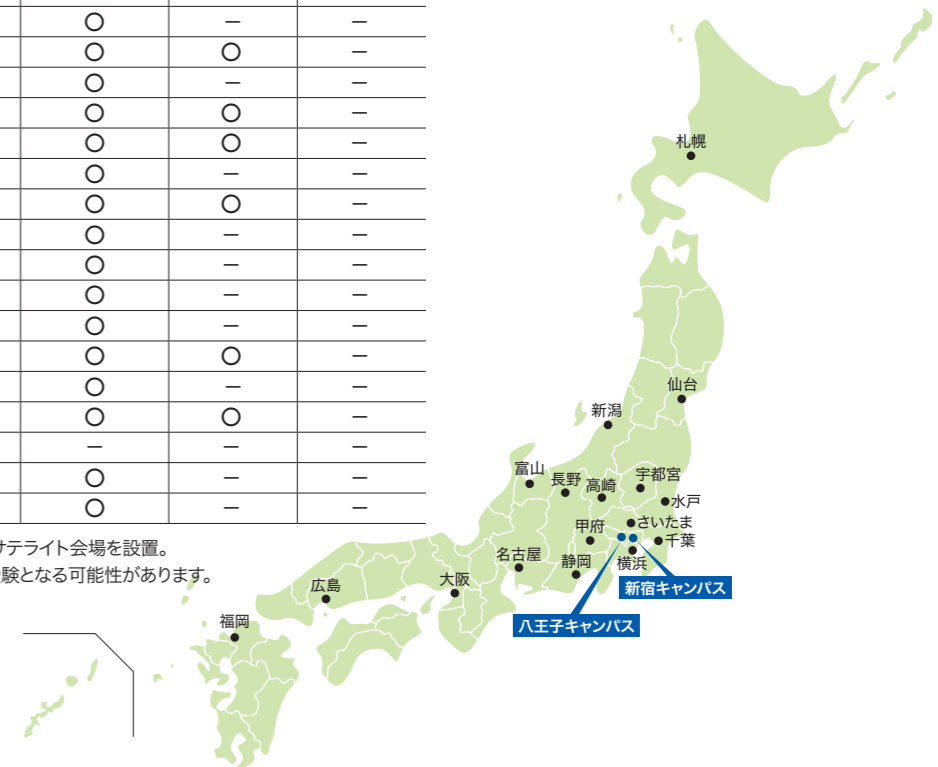 〇 － －
〇 〇 －
〇 － －
〇 〇 －
〇 〇 －
〇 － －
〇 〇 －
〇 － －
〇 － －
〇 － －
〇 － －
〇 〇 －
〇 － －
〇 〇 －
－ － －
〇 － －
〇 － －
サテライト会場を設置。
験となる可能性があります。
札幌
仙台
新潟
富山
長野
高崎
宇都宮
水戸
さいたま
甲府
千葉
名古屋
静岡
横浜
新宿キャンパス
八王子キャンパス
大阪
広島
福岡